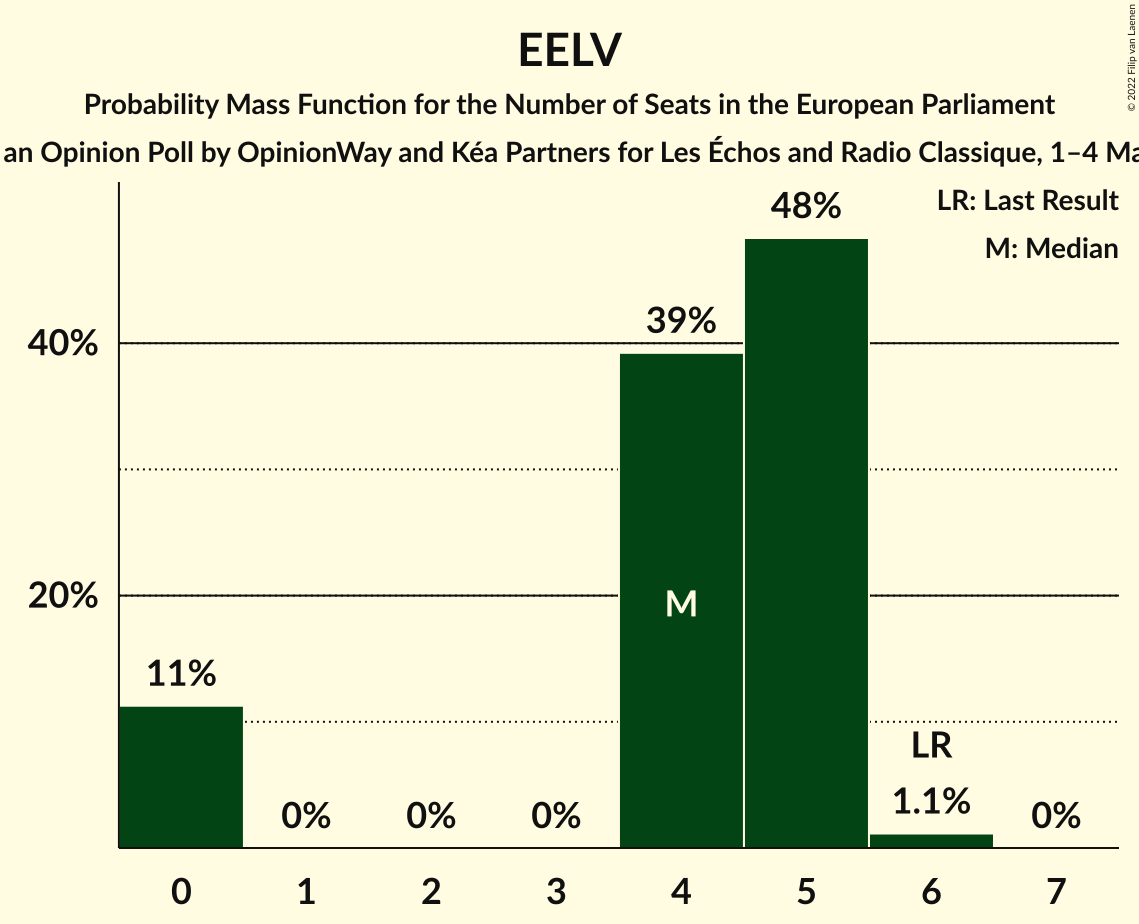 EELV
Probability Mass Function for the Number of Seats in the European Parliament
an Opinion Poll by OpinionWay and Kéa Partners for Les Échos and Radio Classique, 1–4 Ma
© 2022 Filip van Laenen
LR: Last Result
M: Median
48%
39%
40%
20%
M
11%
LR
0%
0%
0%
1.1%
0%
0
1
2
3
4
5
6
7